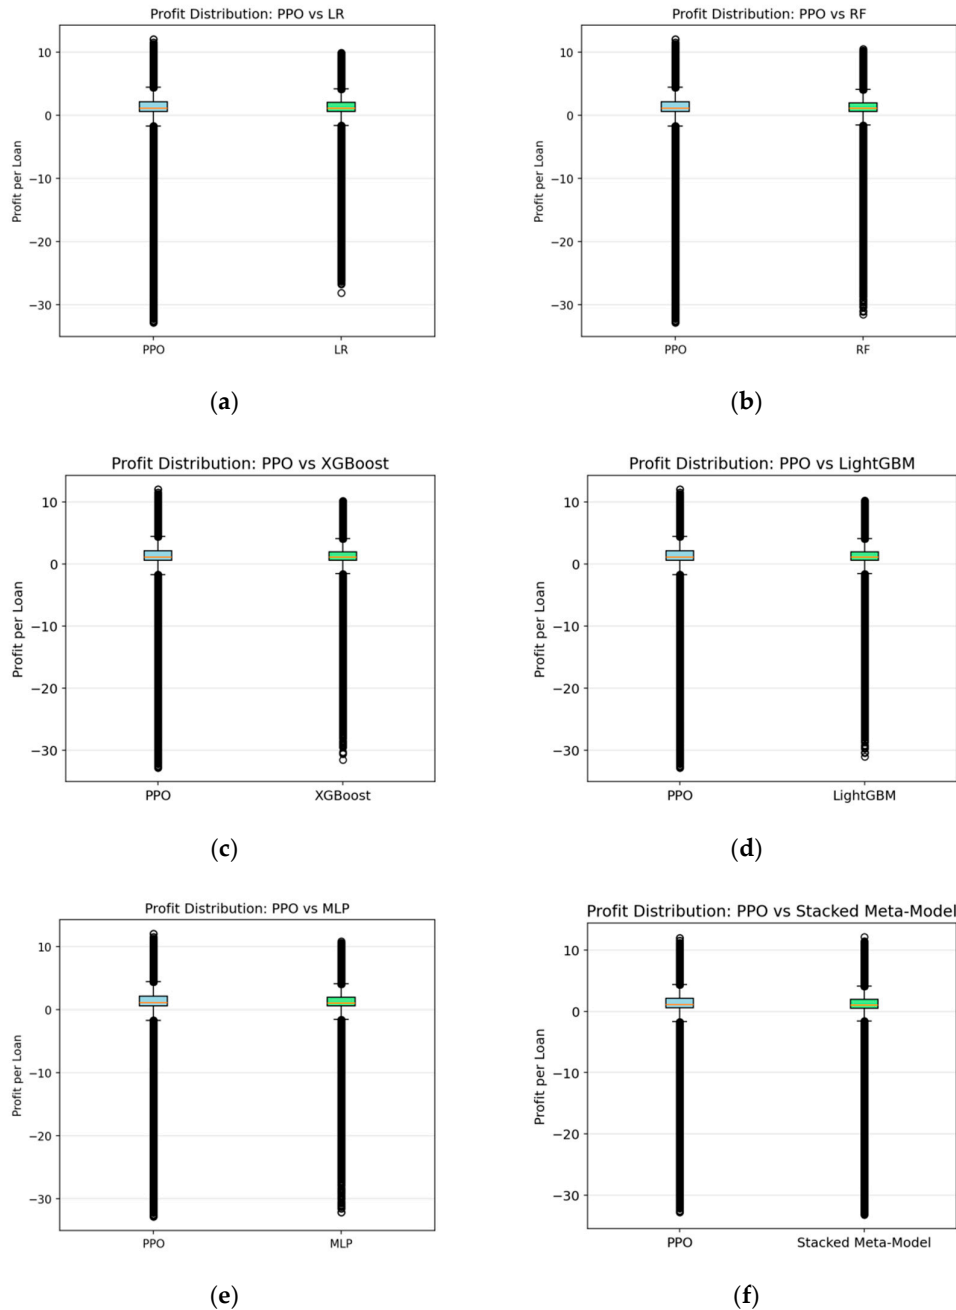 Profit Distribution: PPO vs LR
10
0
−10
−20
−30
Profit per Loan
PPO LR
(a)
Profit Distribution: PPO vs RF
10
0
−10
−20
−30
Profit per Loan
PPO RF
(b)
Profit Distribution: PPO vs XGBoost
10
0
−10
−20
−30
Profit per Loan
PPO XGBoost
(c)
Profit Distribution: PPO vs LightGBM
10
0
−10
−20
−30
Profit per Loan
PPO LightGBM
(d)
Profit Distribution: PPO vs MLP
10
0
−10
−20
−30
Profit per Loan
PPO MLP
(e)
Profit Distribution: PPO vs Stacked Meta-Model
10
0
−10
−20
−30
Profit per Loan
PPO Stacked Meta-Model
(f)